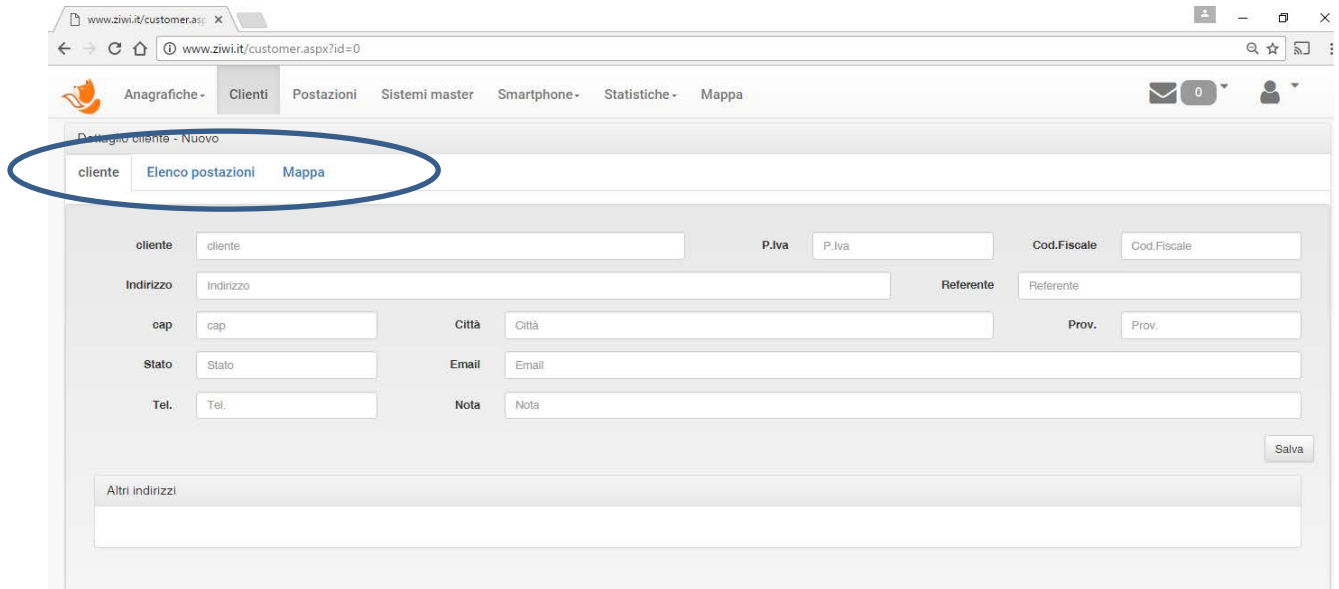 www.ziwi.it/customer.asp
www.ziwi.it/customer.aspx?id=0
Anagrafiche Clienti Postazioni Sistemi master Smartphone Statistiche Mappa 0
Dettaglio cliente - Nuovo
cliente Elenco postazioni Mappa
cliente cliente P.Iva P.Iva Cod.Fiscale Cod.Fiscale
Indirizzo Indirizzo Referente Referente
cap cap Città Città Prov. Prov.
Stato Stato Email Email
Tel. Tel. Nota Nota
Salva
Altri indirizzi